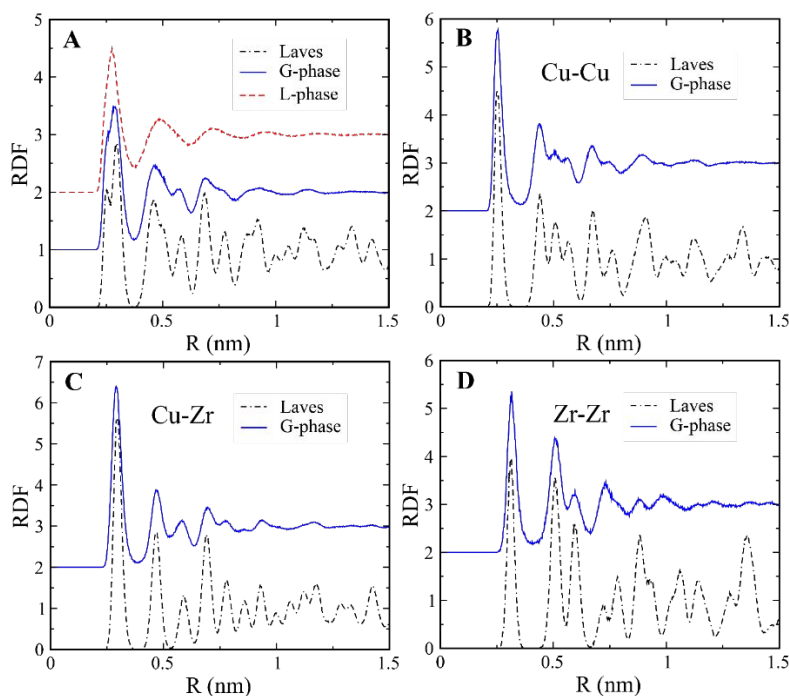 A
Laves
G-phase
L-phase
RDF
5
4
3
2
1
0
0 0.5 1 1.5
R (nm)
B
Cu-Cu
Laves
G-phase
RDF
6
5
4
3
2
1
0
0 0.5 1 1.5
R (nm)
C
Cu-Zr
Laves
G-phase
RDF
7
6
5
4
3
2
1
0
0 0.5 1 1.5
R (nm)
D
Zr-Zr
Laves
G-phase
RDF
6
5
4
3
2
1
0
0 0.5 1 1.5
R (nm)